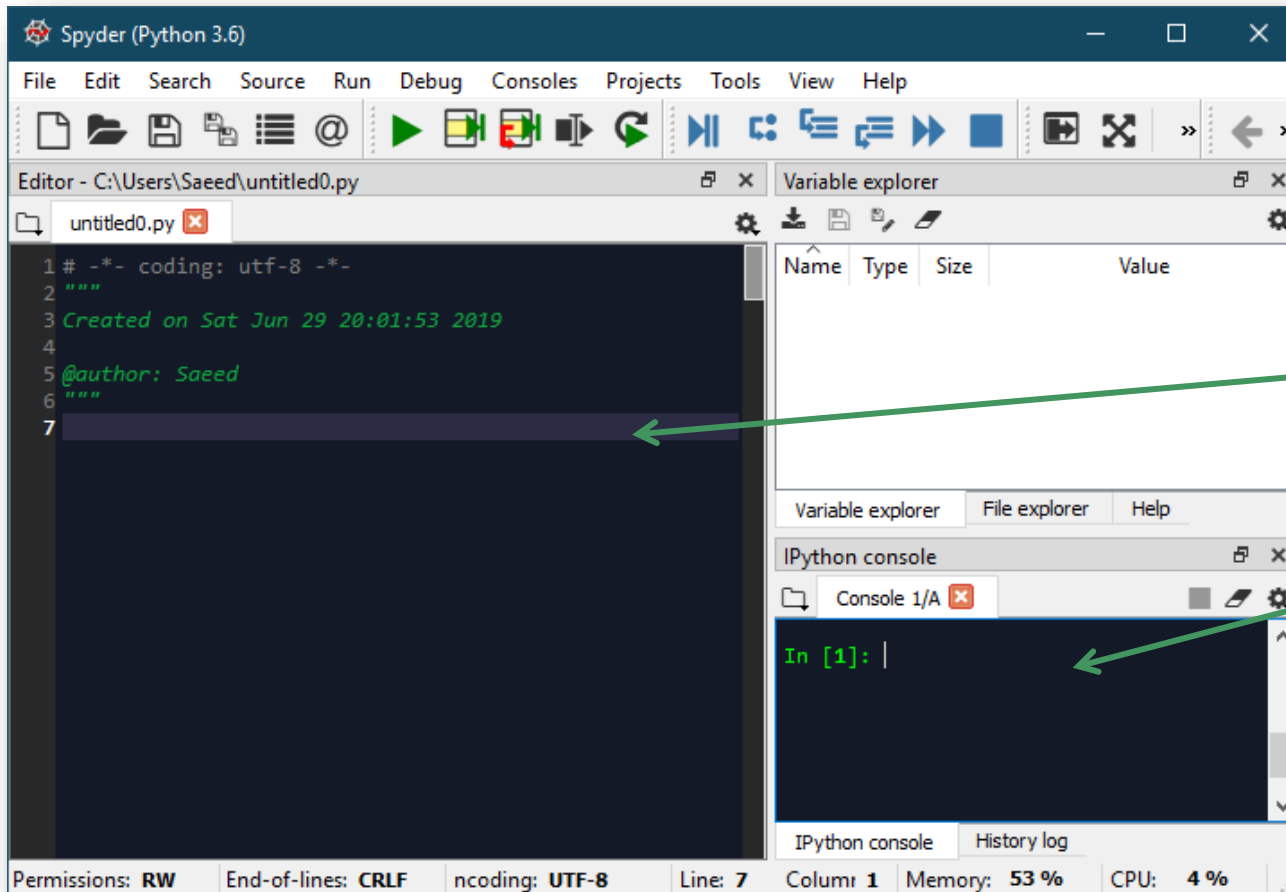 Spyder (Python 3.6)
File Edit Search Source Run Debug Consoles Projects Tools View Help
@ » »
Editor - C:\Users\Saeed\untitled0.py
untitled0.py
1 # -*- coding: utf-8 -*-
2 """
3 Created on Sat Jun 29 20:01:53 2019
4
5 @author: Saeed
6 """
7
Variable explorer
Name Type Size Value
Variable explorer File explorer Help
IPython console
Console 1/A
In [1]:
IPython console History log
Permissions: RW End-of-lines: CRLF ncoding: UTF-8 Line: 7 Colum 1 Memory: 53 % CPU: 4 %